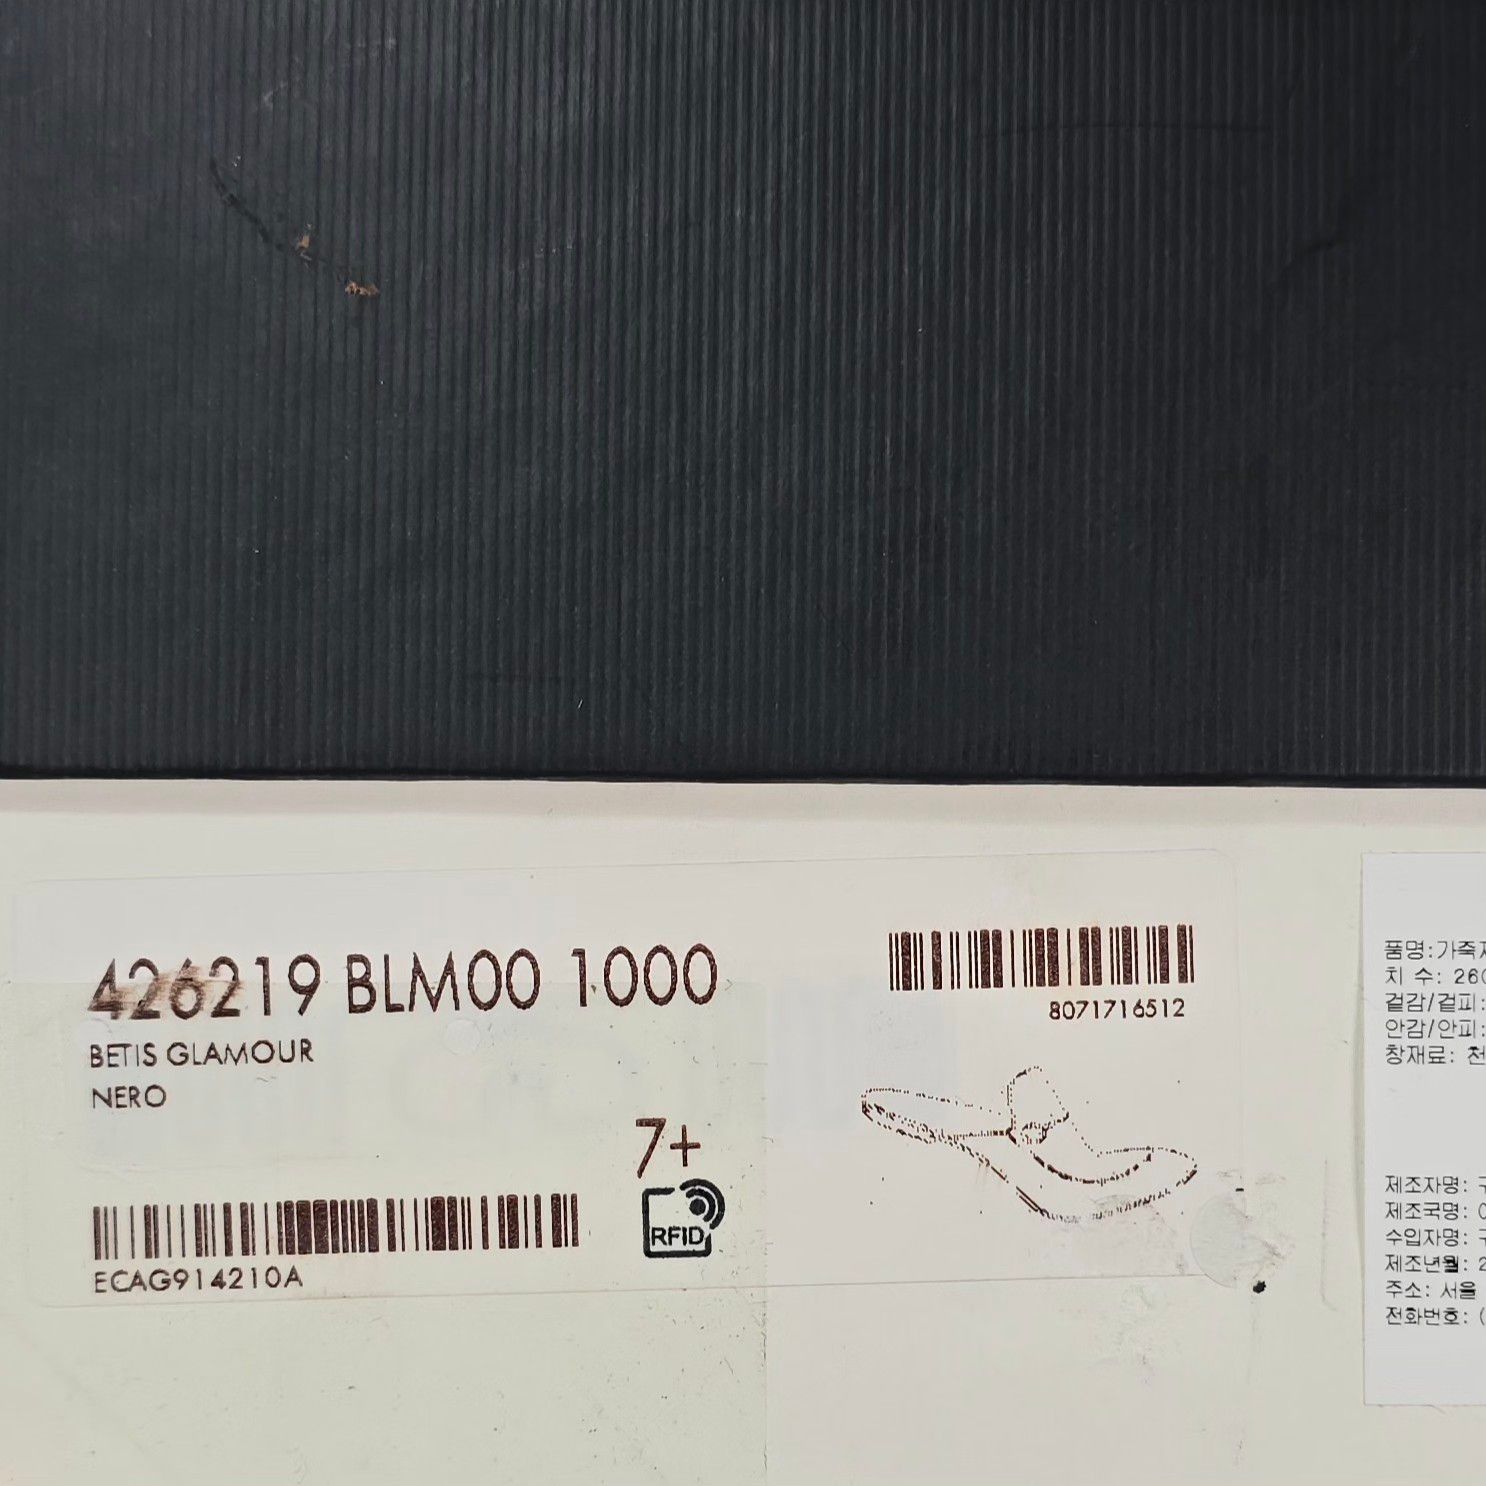 426219 BLM00 1000
BETIS GLAMOUR
NERO
7+
RFID
ECAG914210A
8071716512
품명:가죽
치 수: 260
겉감/겉피:
안감/안피:
창재료: 천
제조자명:
제조국명:
수입자명:
제조년월: 2
주소: 서울
전화번호: (